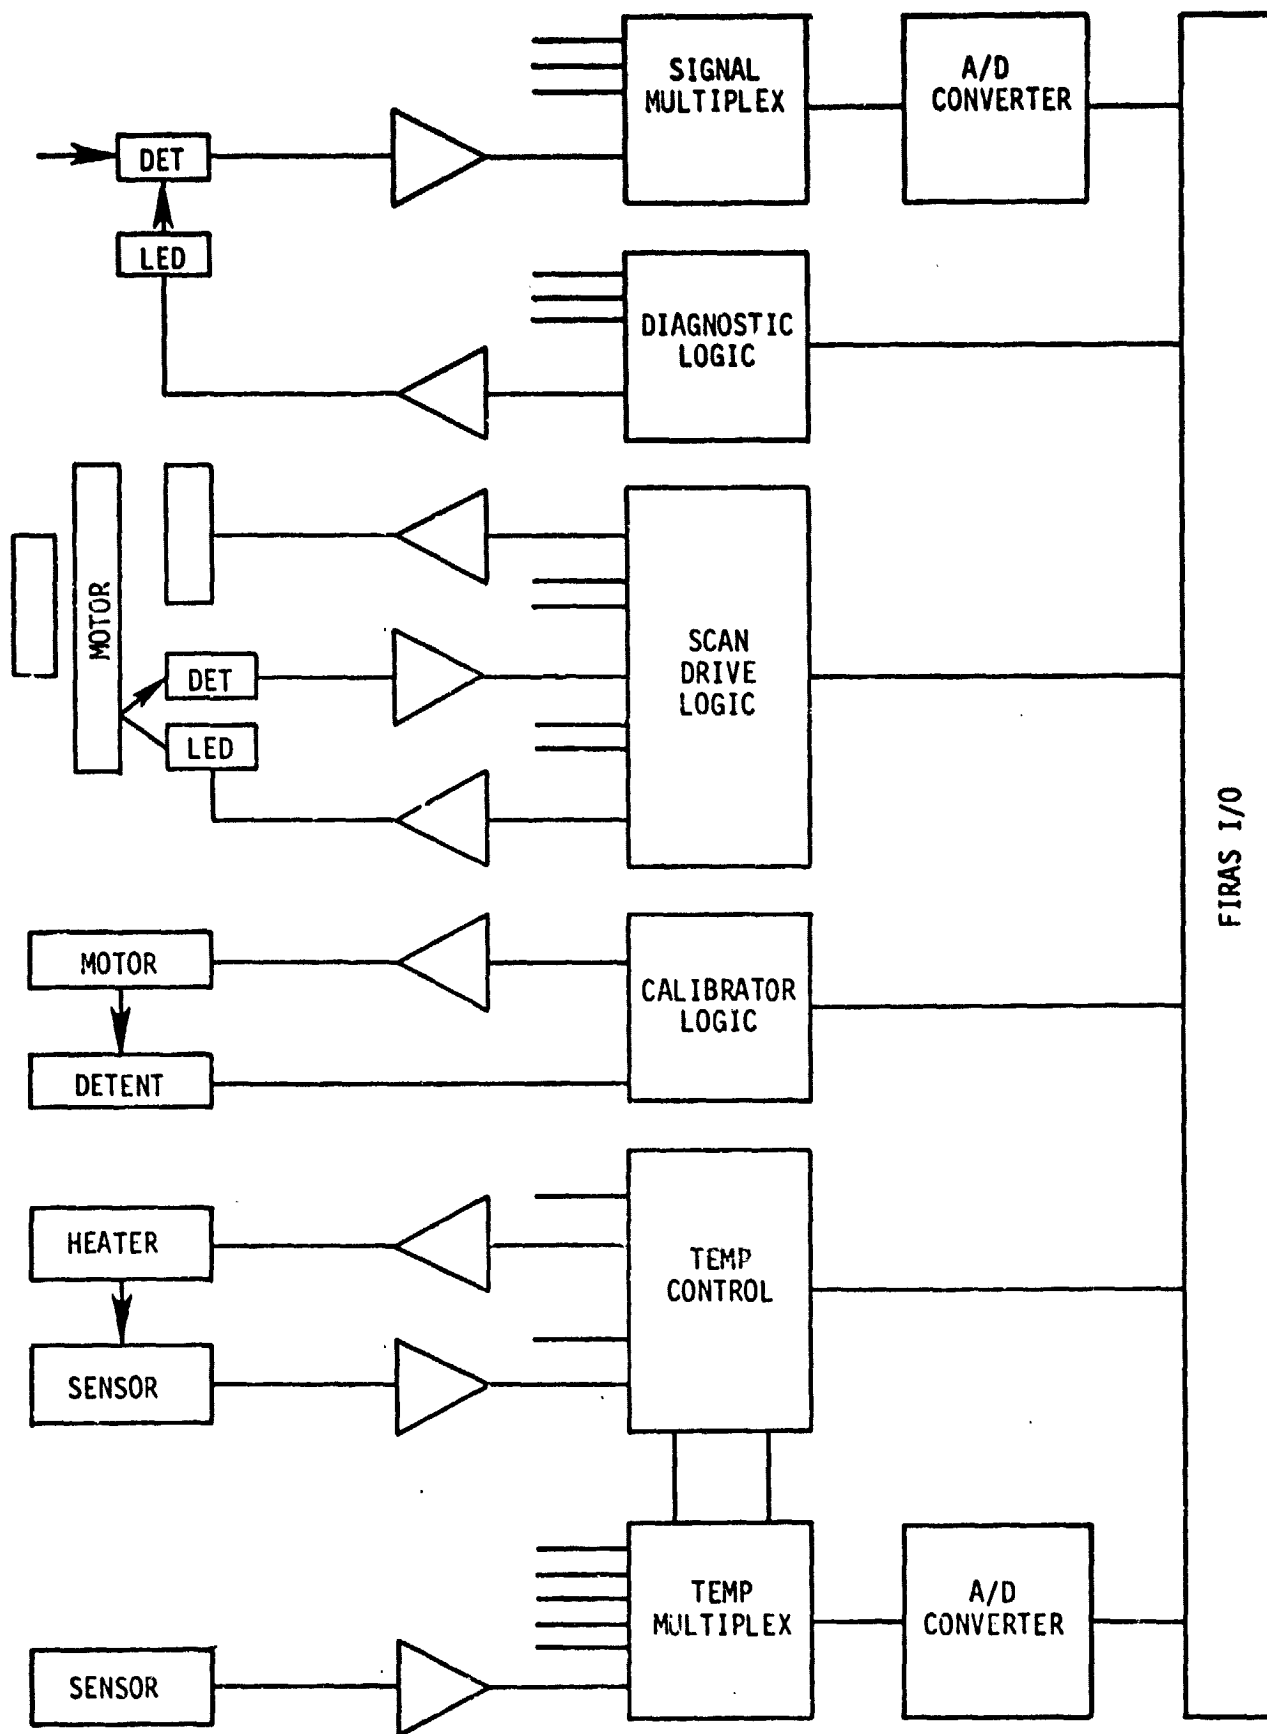 SIGNAL
MULTIPLEX
A/D
CONVERTER
DET
LED
DIAGNOSTIC
LOGIC
MOTOR
DET
LED
SCAN
DRIVE
LOGIC
FIRAS I/O
MOTOR
DETENT
CALIBRATOR
LOGIC
HEATER
SENSOR
TEMP
CONTROL
TEMP
MULTIPLEX
A/D
CONVERTER
SENSOR